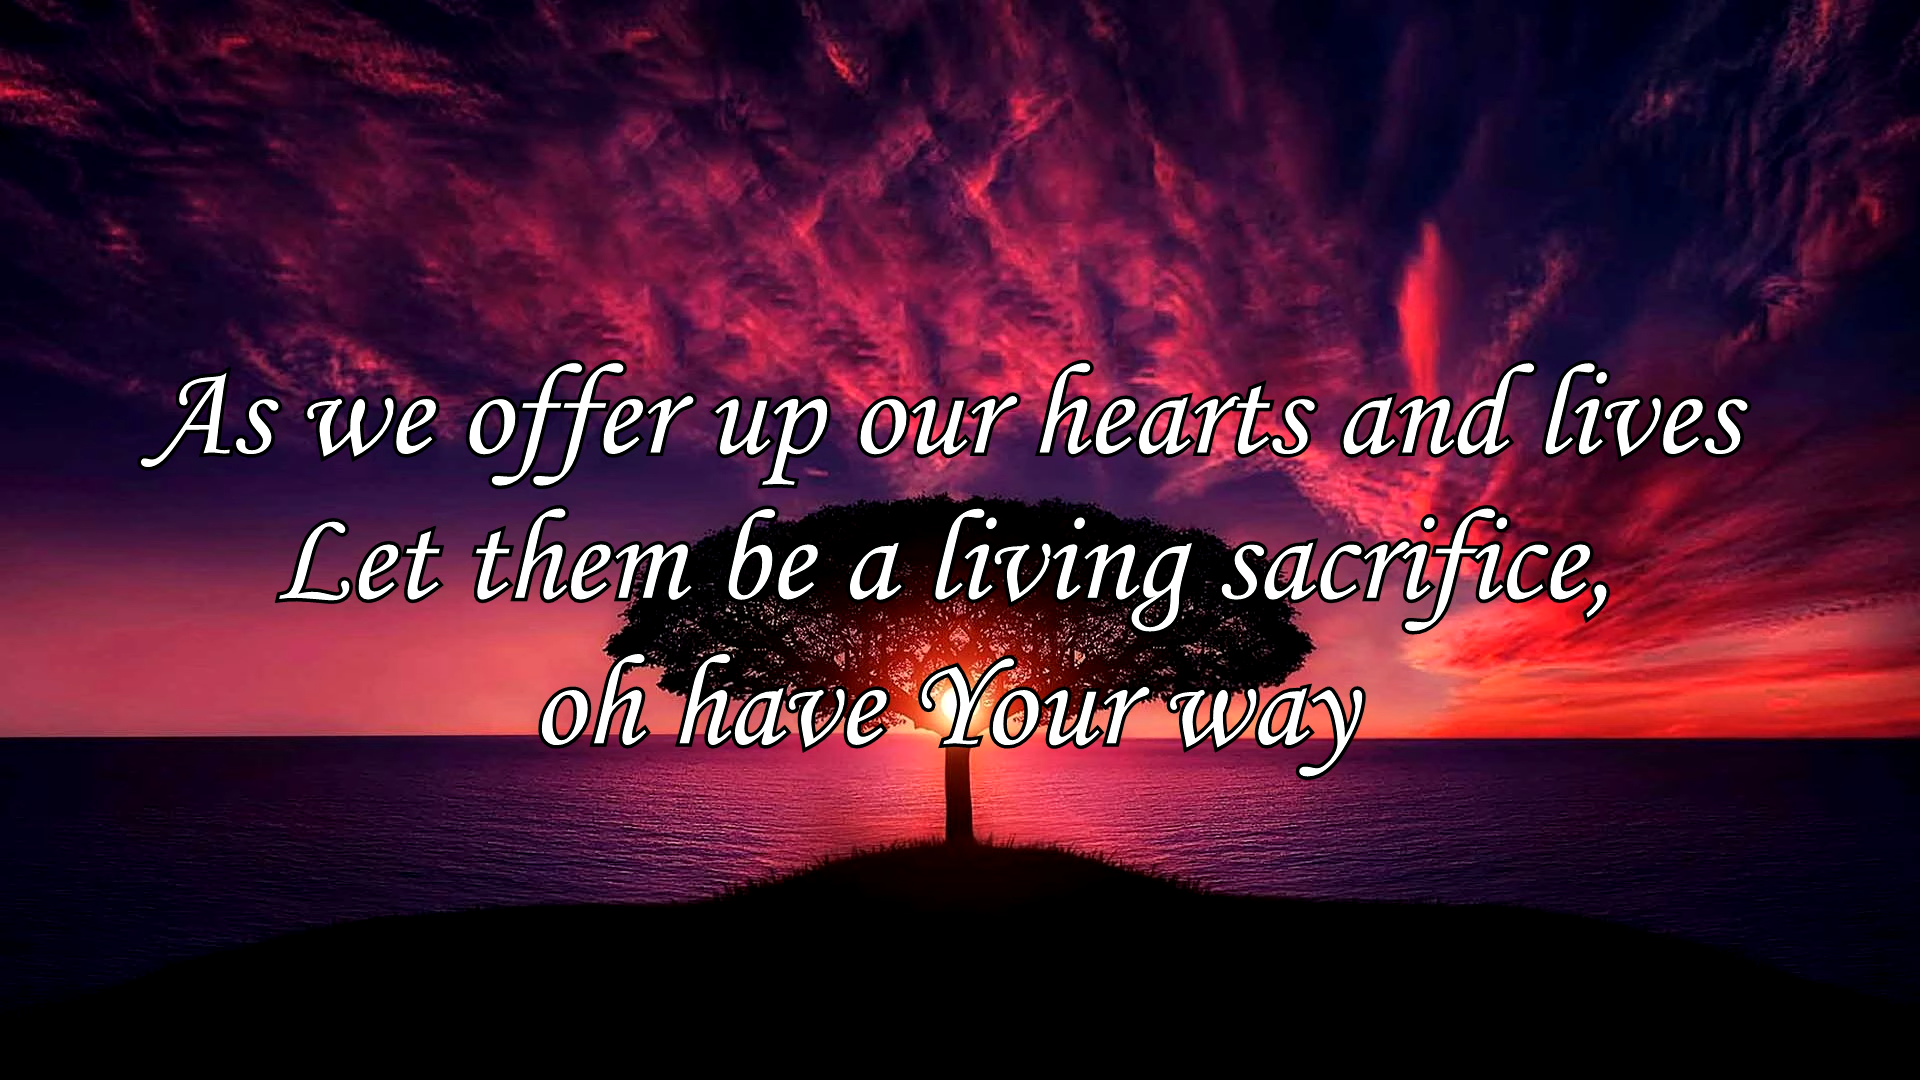 As we offer up our hearts and lives
Let them be a living sacrifice,
oh have Your way